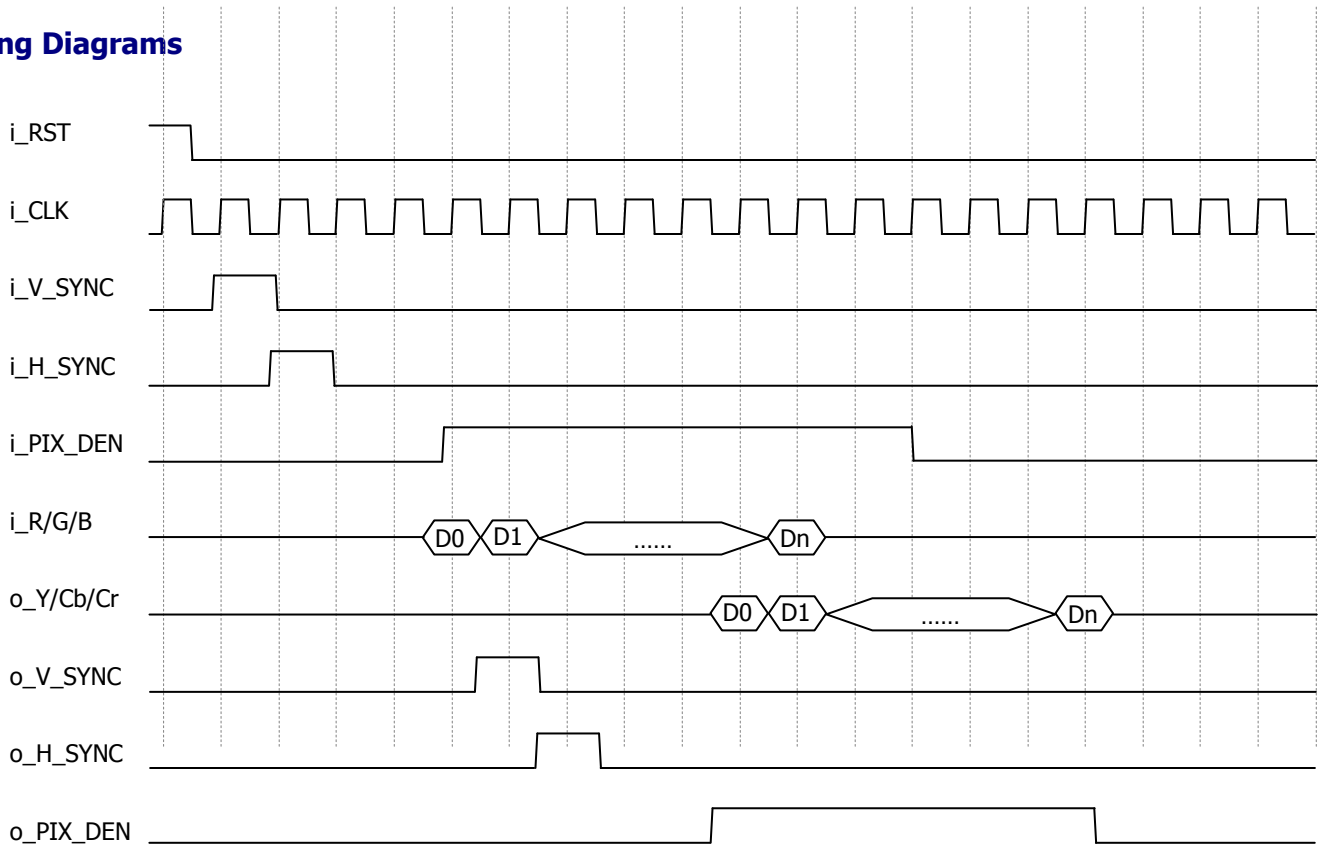 ng Diagrams
i_RST
i_CLK
i_V_SYNC
i_H_SYNC
i_PIX_DEN
i_R/G/B D0 D1 ...... Dn
o_Y/Cb/Cr D0 D1 ...... Dn
o_V_SYNC
o_H_SYNC
o_PIX_DEN